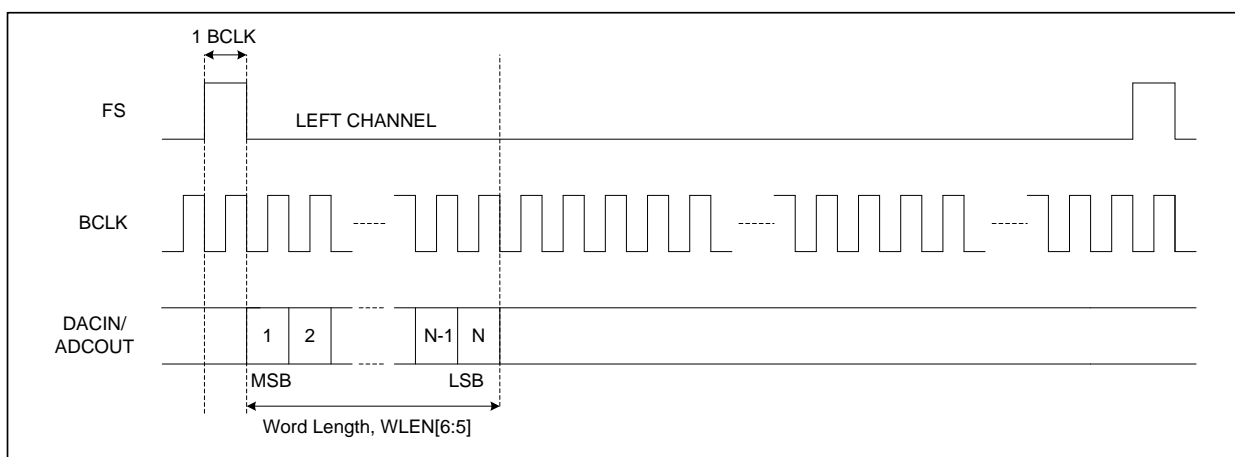 1 BCLK
FS
LEFT CHANNEL
BCLK
DACIN/
ADCOUT
1 2 N-1 N
MSB LSB
Word Length, WLEN[6:5]